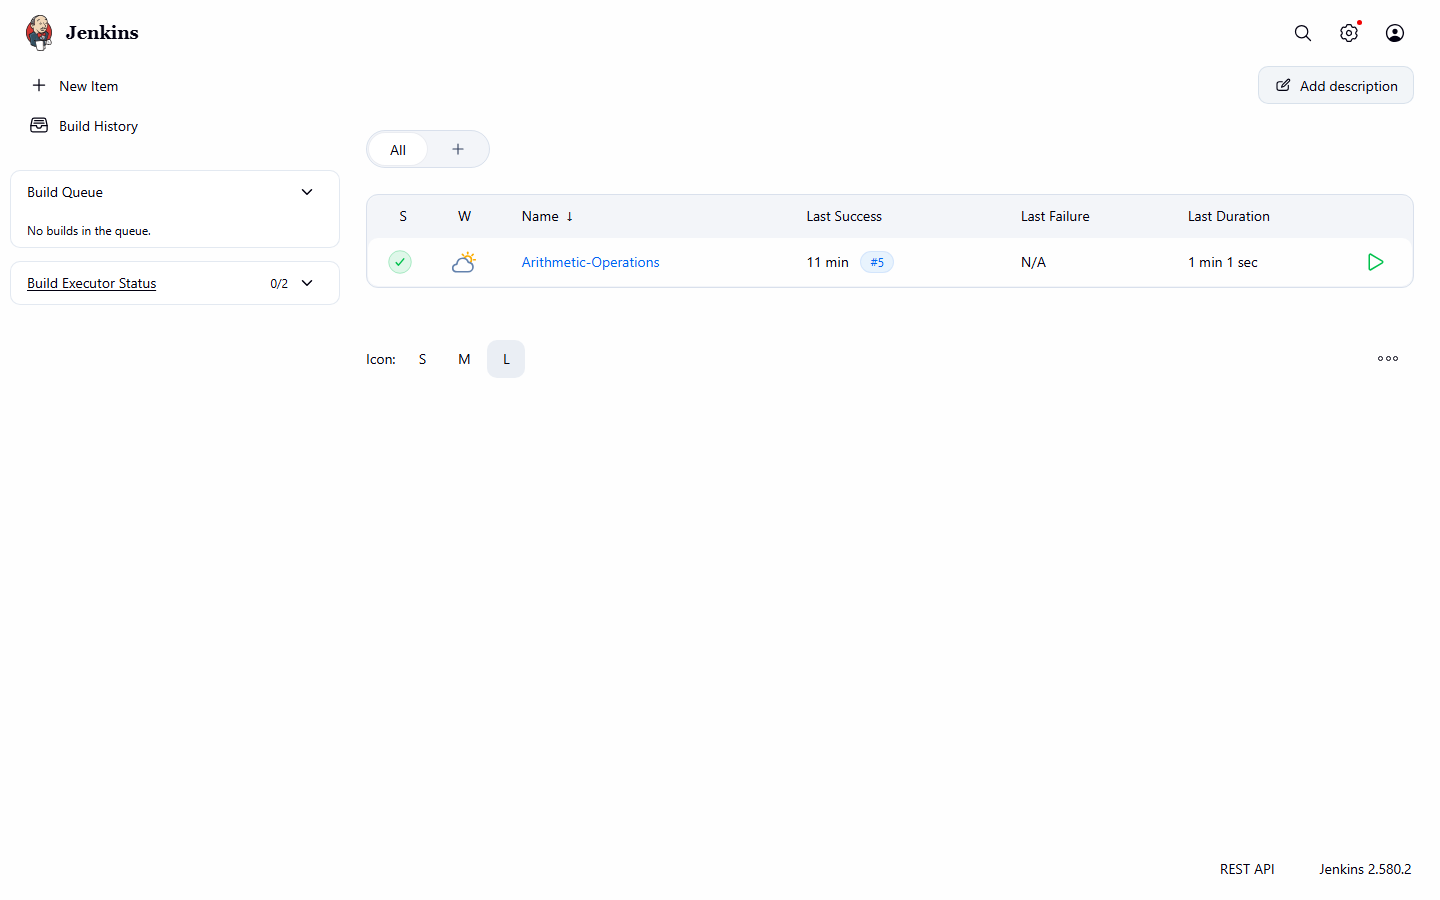 Jenkins
New Item
Add description
Build History
All
Build Queue
No builds in the queue.
Build Executor Status 0/2
S W Name ↓ Last Success Last Failure Last Duration
Arithmetic-Operations 11 min #5 N/A 1 min 1 sec
Icon: S M L
REST API Jenkins 2.580.2